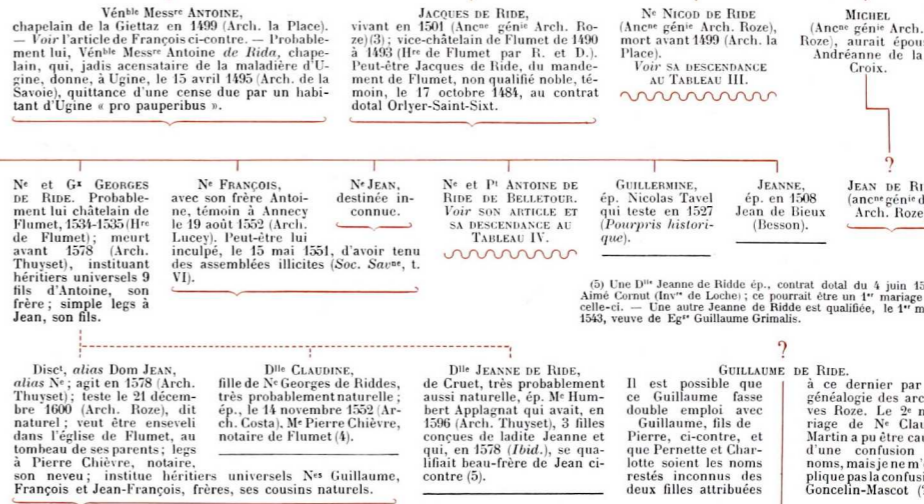 Vén^ble Mess^re ANTOINE,
chapelain de la Giettaz en 1499 (Arch. la Place).
— Voir l'article de François ci-contre. — Probable-
ment lui, Vén^ble Mess^re Antoine de Rida, chape-
lain, qui, jadis acensataire de la maladière d'U-
gine, donne, à Ugine, le 15 avril 1495 (Arch. de la
Savoie), quittance d'une cense due par un habi-
tant d'Ugine « pro pauperibus ».
JACQUES DE RIDE,
vivant en 1501 (Anc^ne gén^ie Arch. Ro-
ze)(3); vice-châtelain de Flumet de 1490
à 1493 (H^re de Flumet par R. et D.).
Peut-être Jacques de Ride, du mande-
ment de Flumet, non qualifié noble, té-
moin, le 17 octobre 1484, au contrat
dotal Orlyer-Saint-Sixt.
N^e NICOD DE RIDE
(Anc^ne gén^ie Arch. Roze),
mort avant 1499 (Arch. la
Place).
Voir SA DESCENDANCE
AU TABLEAU III.
MICHEL
(Anc^ne gén^ie Arch.
Roze), aurait épou
Andréanne de la
Croix.
N^e et G^x GEORGES
DE RIDE. Probable-
ment lui châtelain de
Flumet, 1534-1535 (H^re
de Flumet); meurt
avant 1578 (Arch.
Thuyset), instituant
héritiers universels 9
fils d'Antoine, son
frère; simple legs à
Jean, son fils.
N^e FRANÇOIS,
avec son frère Antoi-
ne, témoin à Annecy
le 19 août 1552 (Arch.
Lucey). Peut-être lui
inculpé, le 15 mai 1551, d'avoir tenu
des assemblées illicites (Soc. Sav^ne, t.
VI).
N^e JEAN,
destinée in-
connue.
N^e et P^t ANTOINE DE
RIDE DE BELLETOUR.
Voir SON ARTICLE ET
SA DESCENDANCE AU
TABLEAU IV.
GUILLERMINE,
ép. Nicolas Tavel
qui teste en 1527
(Pourpris histori-
que).
JEANNE,
ép. en 1508
Jean de Bieux
(Besson).
?
JEAN DE RI
(anc^ne gén^ie d
Arch. Roze
(5) Une D^lle Jeanne de Ridde ép., contrat dotal du 4 juin 15
Aimé Cornut (Inv^re de Loche); ce pourrait être un 1^er mariage
celle-ci. — Une autre Jeanne de Ridde est qualifiée, le 1^er m
1543, veuve de Eg^re Guillaume Grimalis.
Disc^t, alias Dom JEAN,
alias N^e; agit en 1578 (Arch.
Thuyset); teste le 21 décem-
bre 1600 (Arch. Roze), dit
naturel; veut être enseveli
dans l'église de Flumet, au
tombeau de ses parents; legs
à Pierre Chièvre, notaire,
son neveu; institue héritiers universels N^es Guillaume,
François et Jean-François, frères, ses cousins naturels.
D^lle CLAUDINE,
fille de N^e Georges de Riddes,
très probablement naturelle;
ép., le 14 novembre 1552 (Ar-
ch. Costa), M^e Pierre Chièvre,
notaire de Flumet (4).
D^lle JEANNE DE RIDE,
de Cruet, très probablement
aussi naturelle, ép. M^e Hum-
bert Applagnat qui avait, en
1596 (Arch. Thuyset), 3 filles
conçues de ladite Jeanne et
qui, en 1578 (Ibid.), se qua-
lifiait beau-frère de Jean ci-
contre (5).
?
GUILLAUME DE RIDE.
Il est possible que
ce Guillaume fasse
double emploi avec
Guillaume, fils de
Pierre, ci-contre, et
que Pernette et Char-
lotte soient les noms
restés inconnus des
deux filles attribuées
à ce dernier par
généalogie des arc
ves Roze. Le 2^e m
riage de N^e Clau
Martin a pu être cau
d'une confusion
noms, mais je ne m'
plique pas la confu
Goncelin-Mascot (